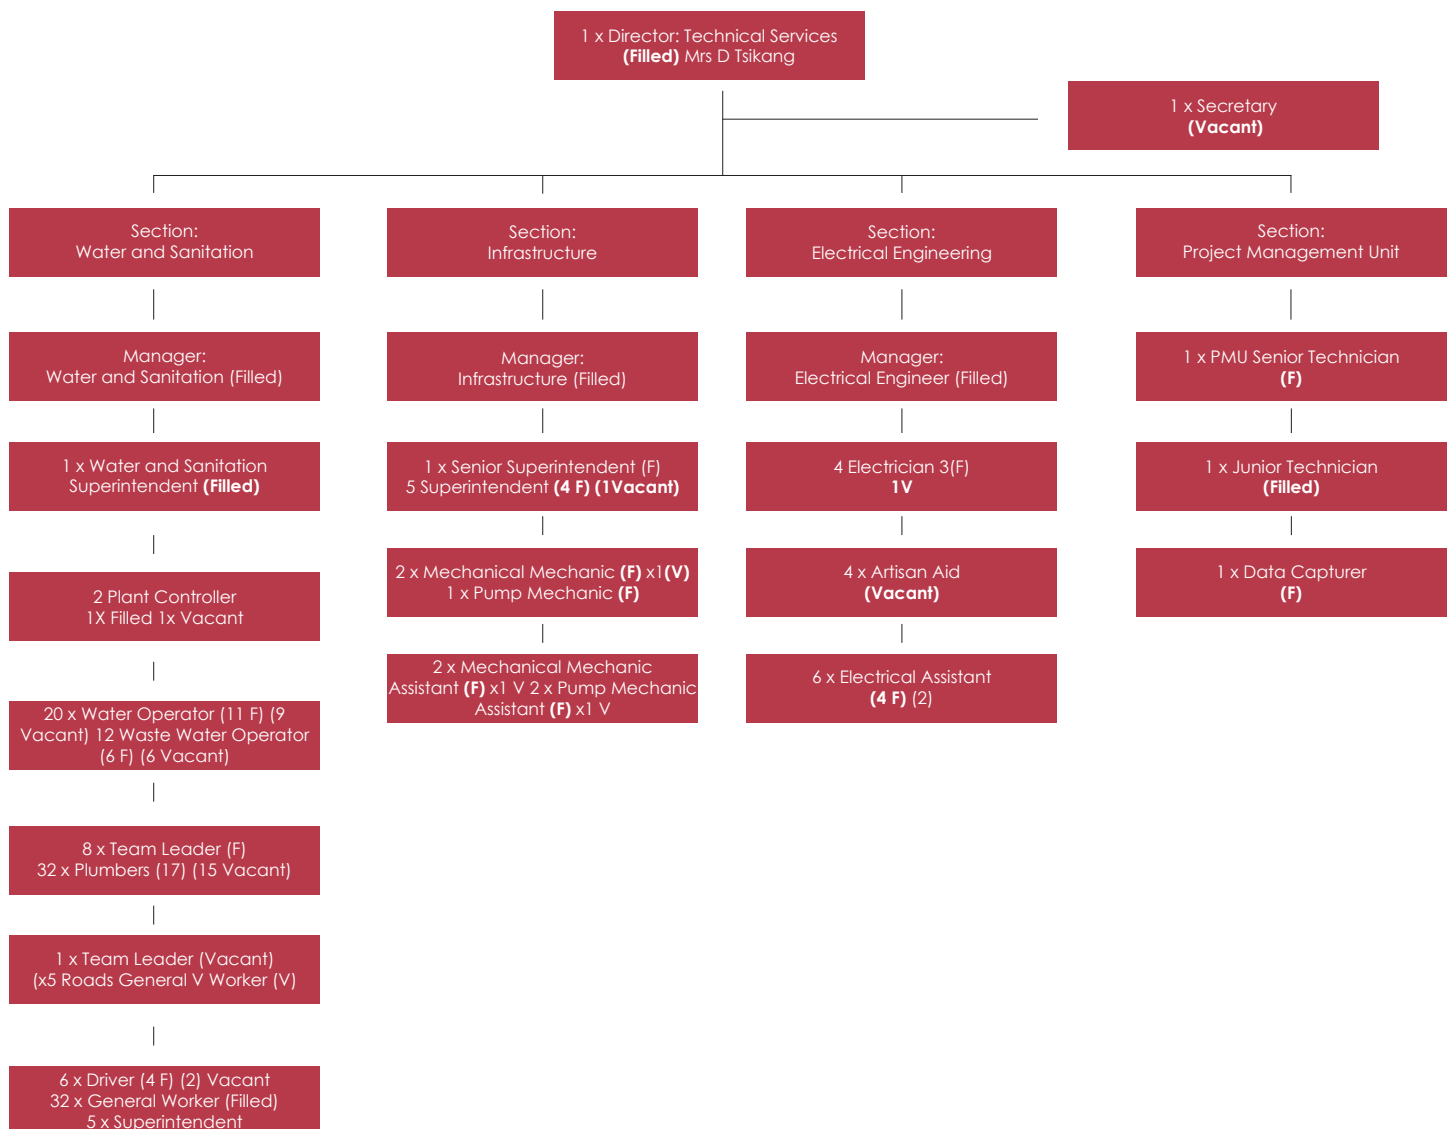 1 x Director: Technical Services
(Filled) Mrs D Tsikang
1 x Secretary
(Vacant)
Section:
Water and Sanitation
Manager:
Water and Sanitation (Filled)
1 x Water and Sanitation
Superintendent (Filled)
2 Plant Controller
1X Filled 1x Vacant
20 x Water Operator (11 F) (9
Vacant) 12 Waste Water Operator
(6 F) (6 Vacant)
8 x Team Leader (F)
32 x Plumbers (17) (15 Vacant)
1 x Team Leader (Vacant)
(x5 Roads General V Worker (V)
6 x Driver (4 F) (2) Vacant
32 x General Worker (Filled)
5 x Superintendent
Section:
Infrastructure
Manager:
Infrastructure (Filled)
1 x Senior Superintendent (F)
5 Superintendent (4 F) (1Vacant)
2 x Mechanical Mechanic (F) x1(V)
1 x Pump Mechanic (F)
2 x Mechanical Mechanic
Assistant (F) x1 V 2 x Pump Mechanic
Assistant (F) x1 V
Section:
Electrical Engineering
Manager:
Electrical Engineer (Filled)
4 Electrician 3(F)
1V
4 x Artisan Aid
(Vacant)
6 x Electrical Assistant
(4 F) (2)
Section:
Project Management Unit
1 x PMU Senior Technician
(F)
1 x Junior Technician
(Filled)
1 x Data Capturer
(F)